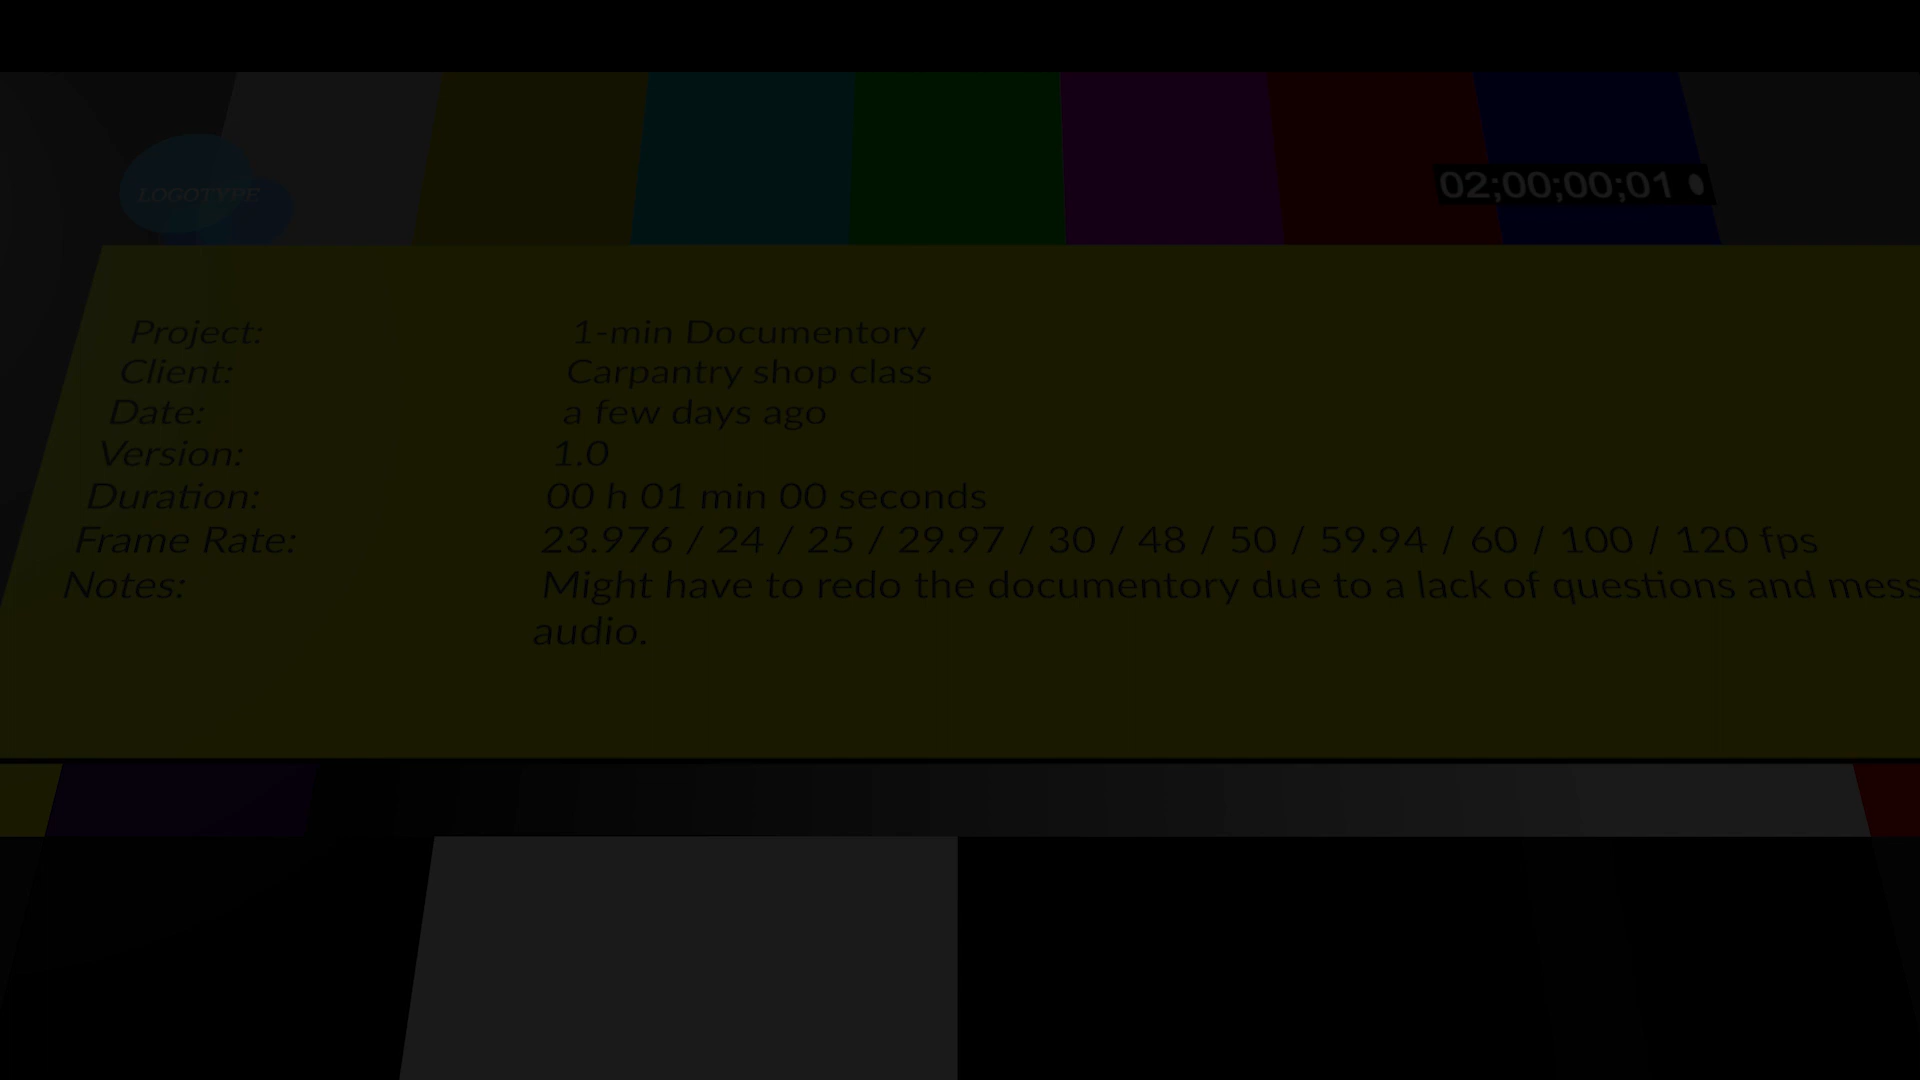 LOGOTYPE
02;00;00;01
Project: 1-min Documentory
Client: Carpantry shop class
Date: a few days ago
Version: 1.0
Duration: 00 h 01 min 00 seconds
Frame Rate: 23.976 / 24 / 25 / 29.97 / 30 / 48 / 50 / 59.94 / 60 / 100 / 120 fps
Notes: Might have to redo the documentory due to a lack of questions and mess
audio.